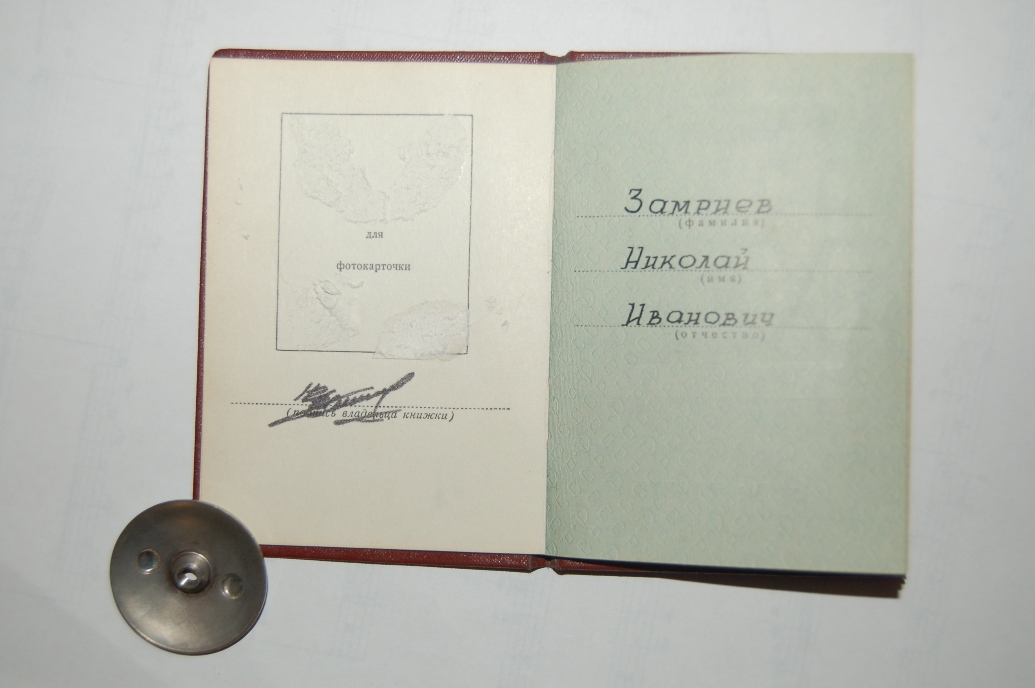 для
фотокарточки
(подпись владельца книжки)
Замриев
(фамилия)
Николай
(имя)
Иванович
(отчество)